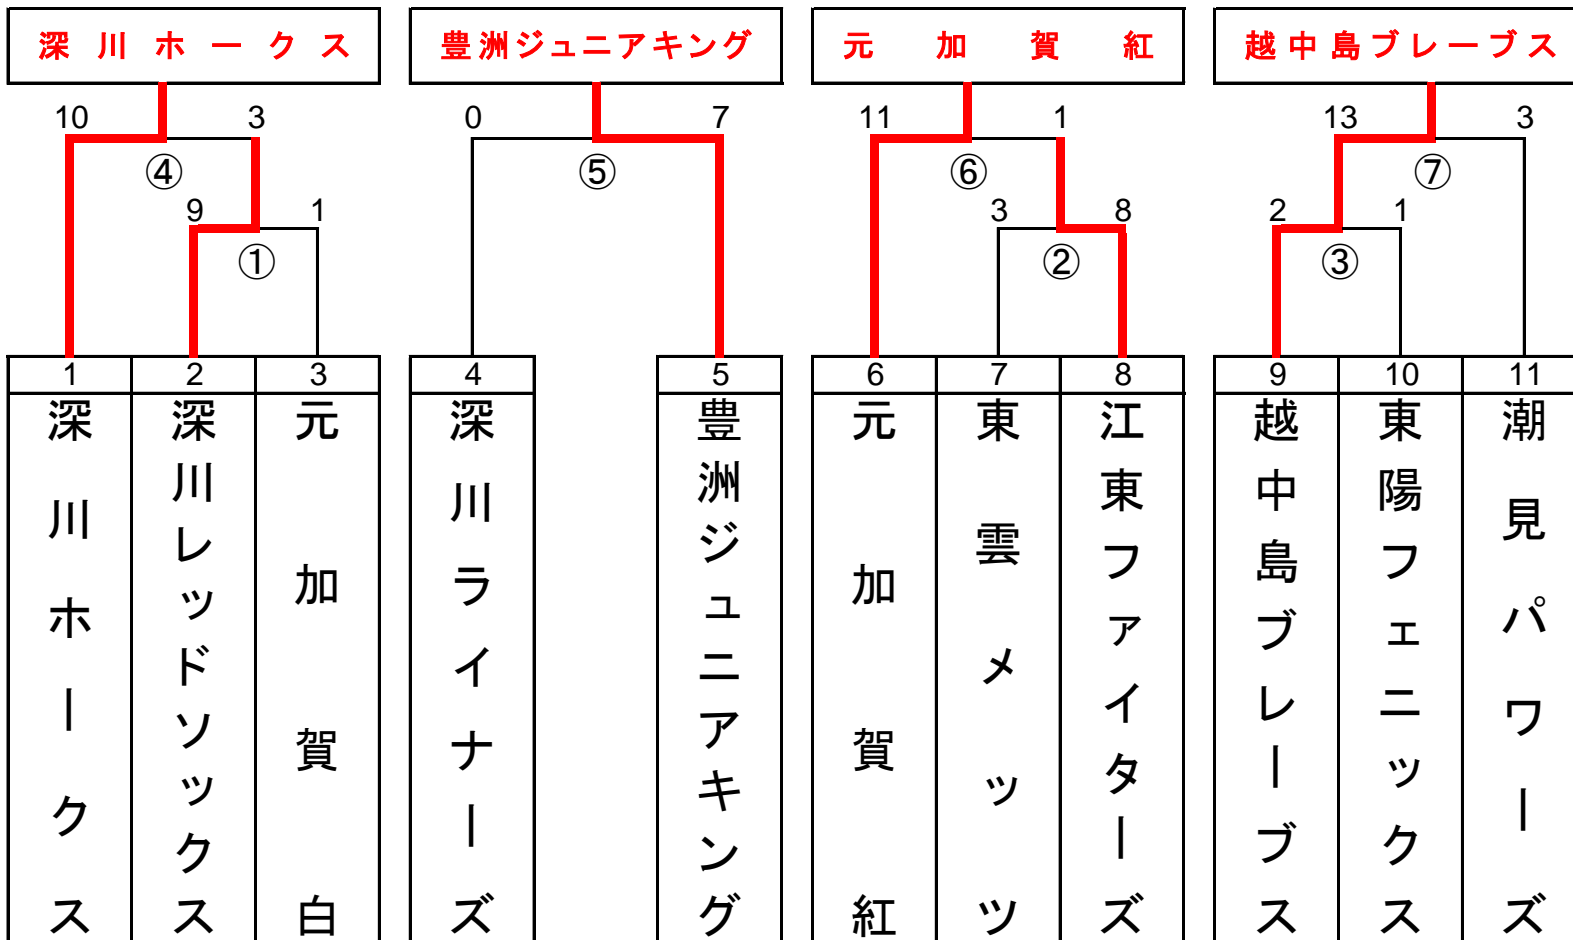 深川ホークス
豊洲ジュニアキング
元加賀紅
越中島ブレーブス
10 3
0 7
11 1
13 3
④
⑤
⑥
⑦
9 1
3 8
2 1
①
②
③
1
2
3
4
5
6
7
8
9
10
11
深川ホークス
深川レッドソックス
元加賀白
深川ライナーズ
豊洲ジュニアキング
元加賀紅
東雲メッツ
江東ファイターズ
越中島ブレーブス
東陽フェニックス
潮見パワーズ